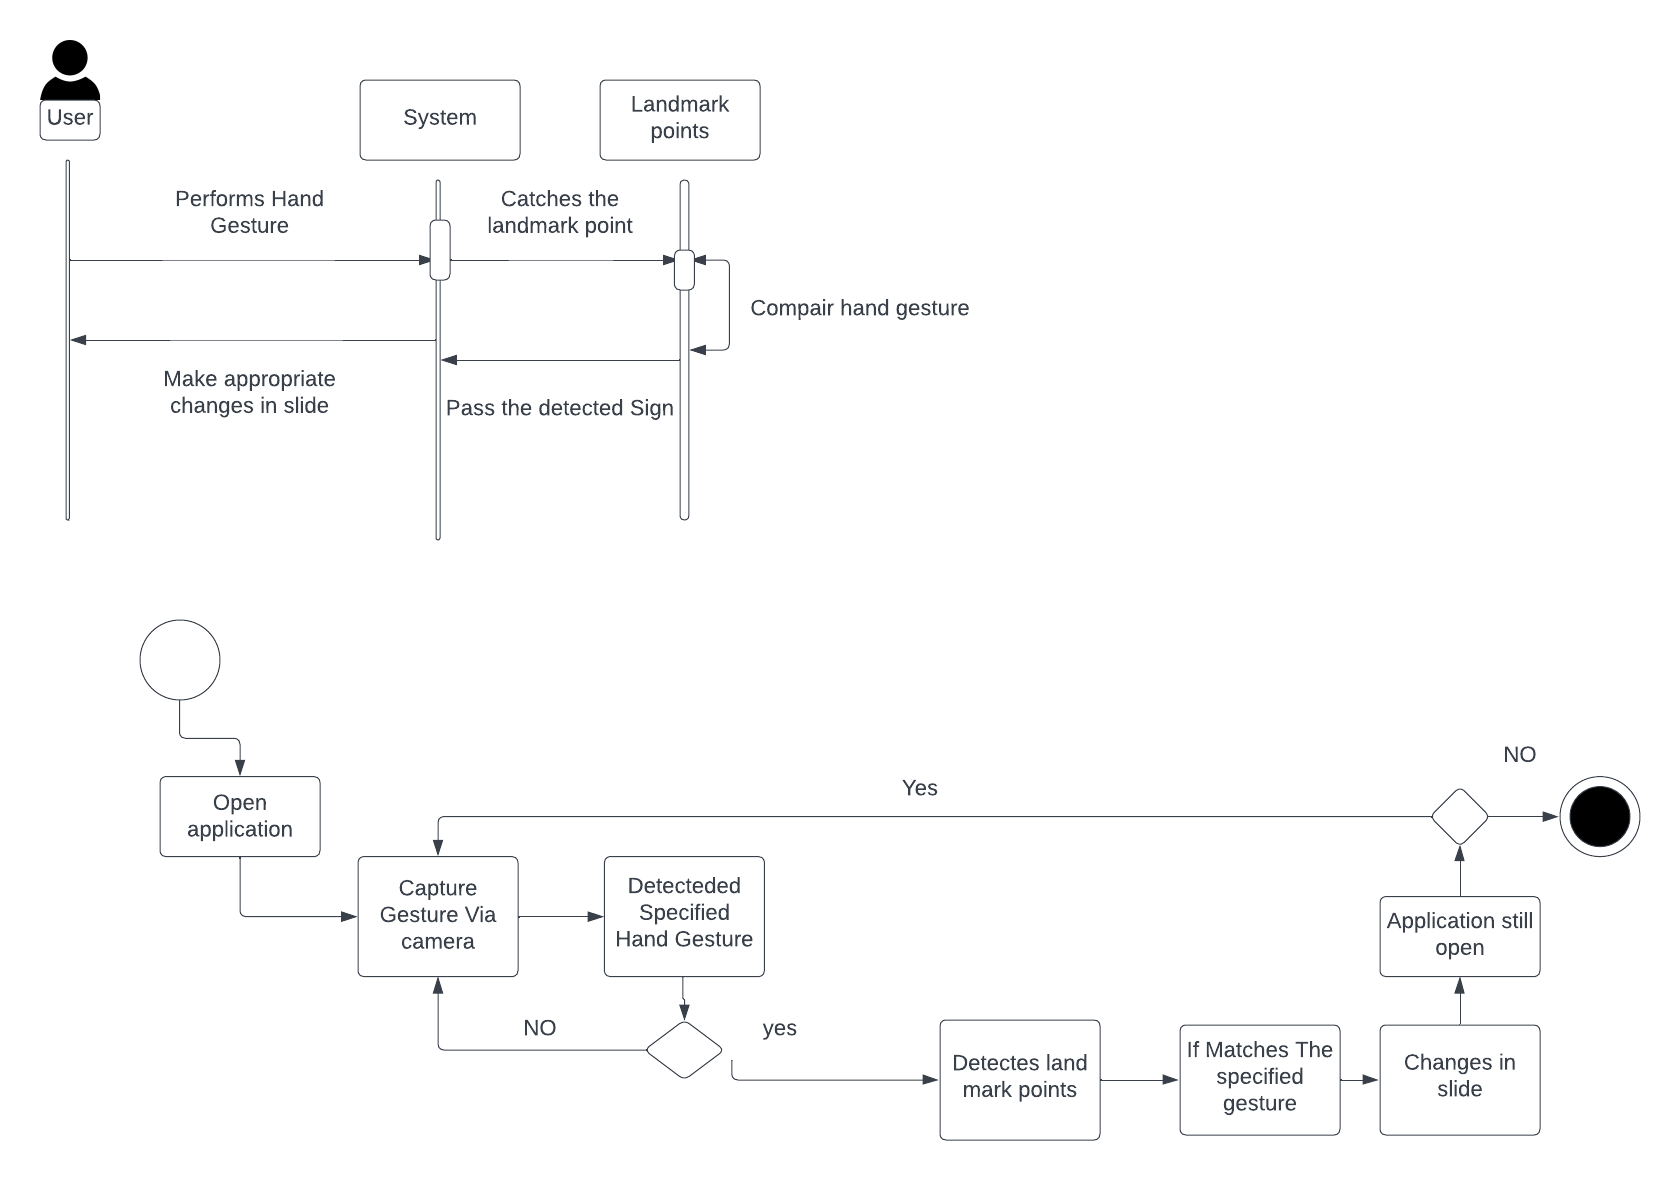 User
System
Landmark
points
Performs Hand
Gesture
Catches the
landmark point
Compair hand gesture
Make appropriate
changes in slide
Pass the detected Sign
Open
application
Capture
Gesture Via
camera
Detecteded
Specified
Hand Gesture
NO
yes
Detectes land
mark points
If Matches The
specified
gesture
Changes in
slide
Application still
open
Yes
NO